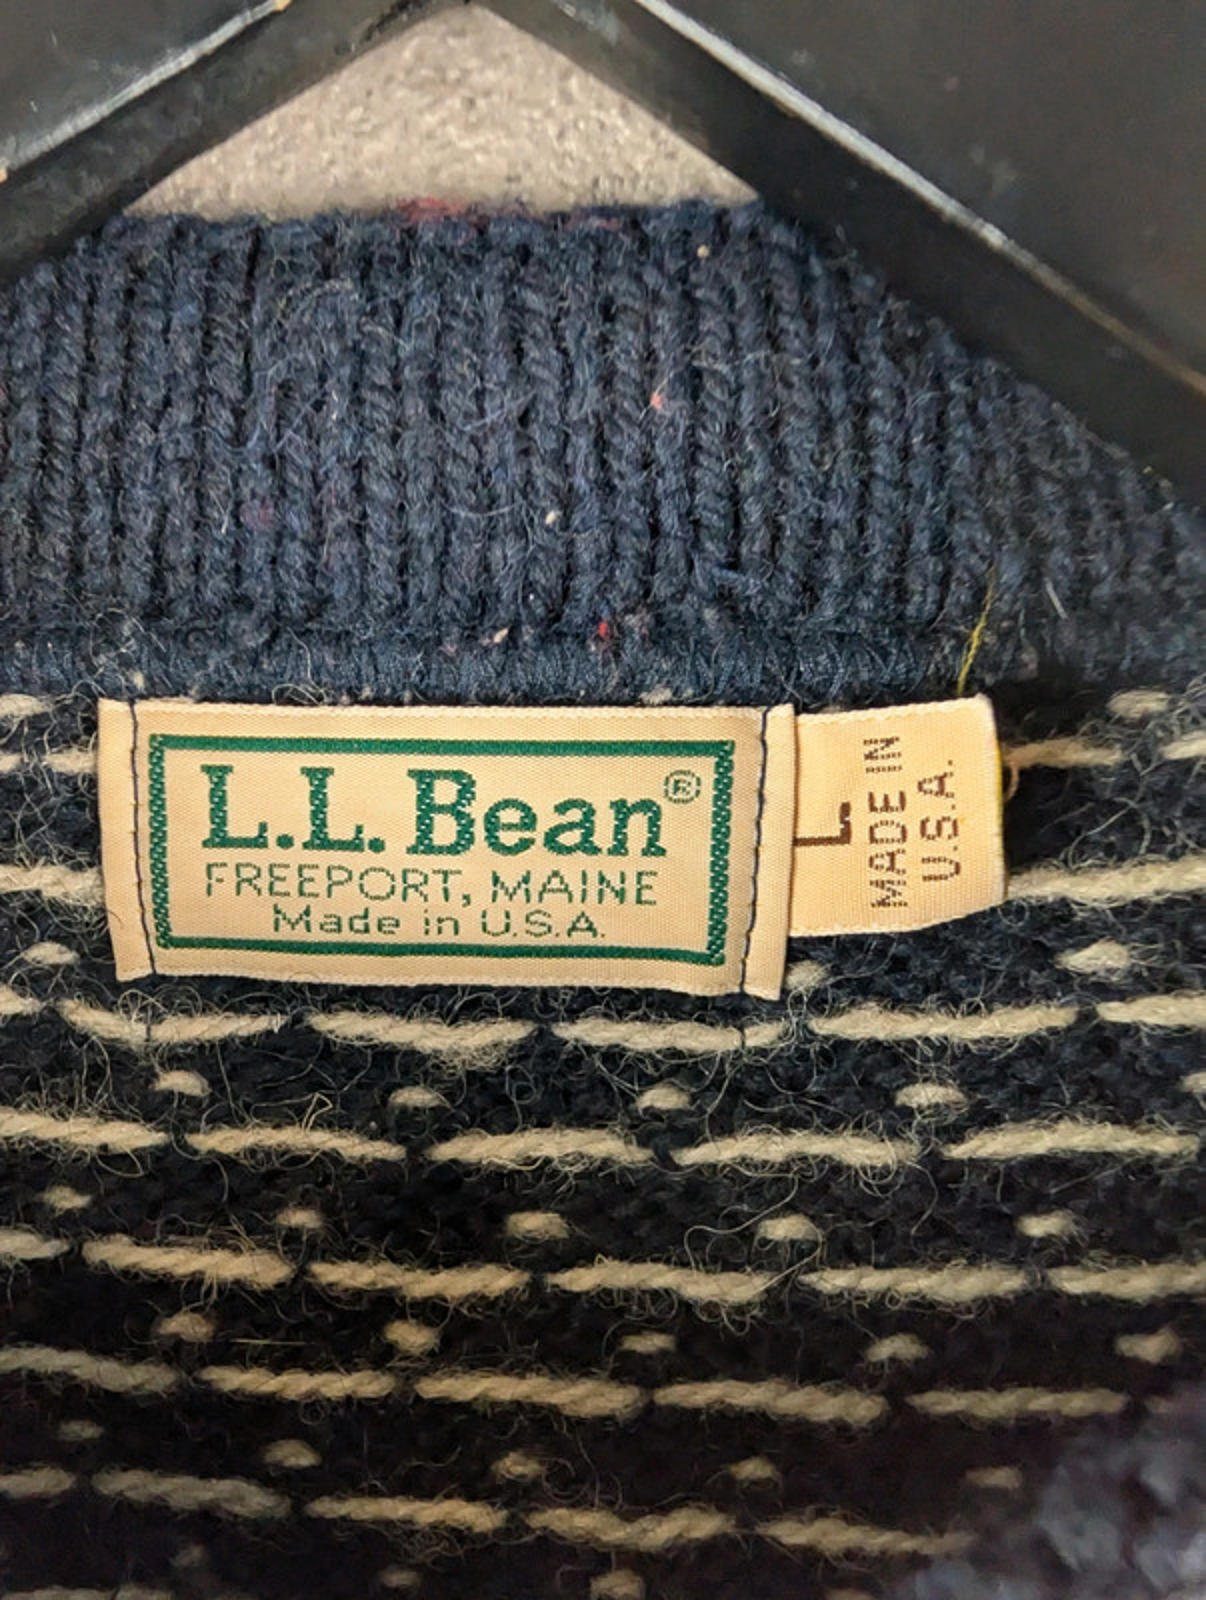 L.L.Bean®
FREEPORT, MAINE
Made in U.S.A.
L
MADE IN
U.S.A.